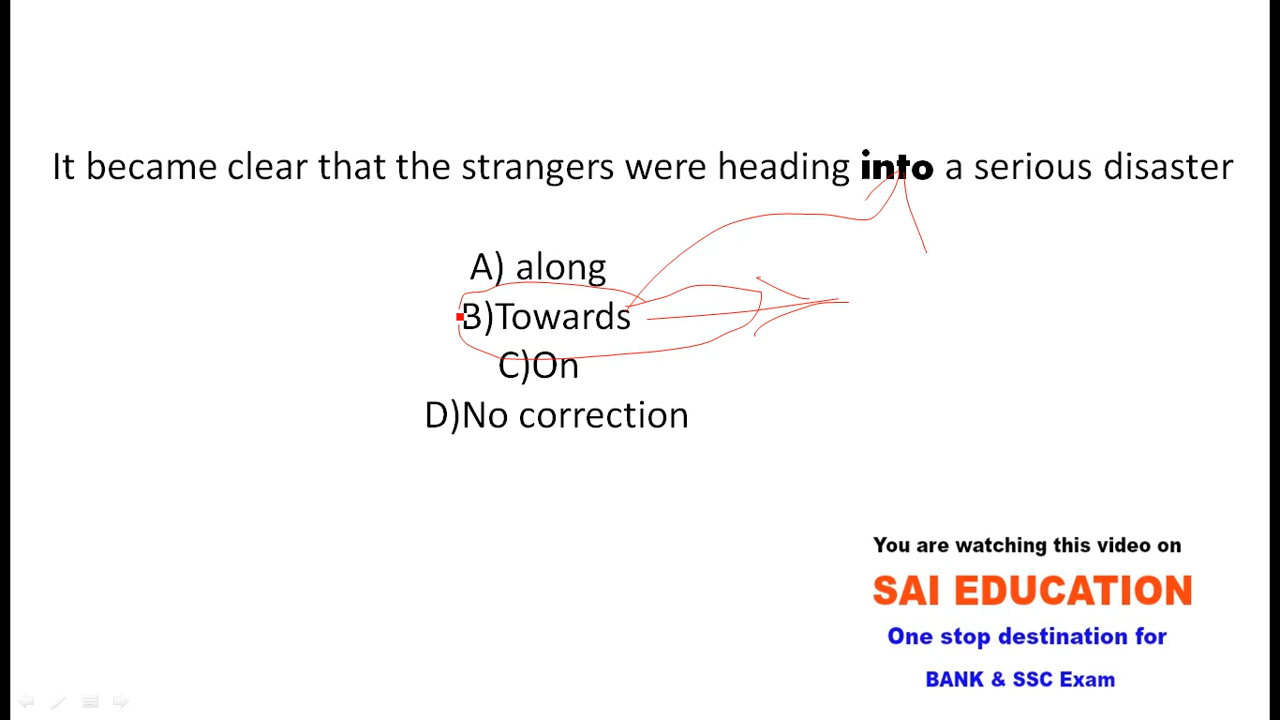 It became clear that the strangers were heading into a serious disaster
A) along
B)Towards
C)On
D)No correction
You are watching this video on
SAI EDUCATION
One stop destination for
BANK & SSC Exam